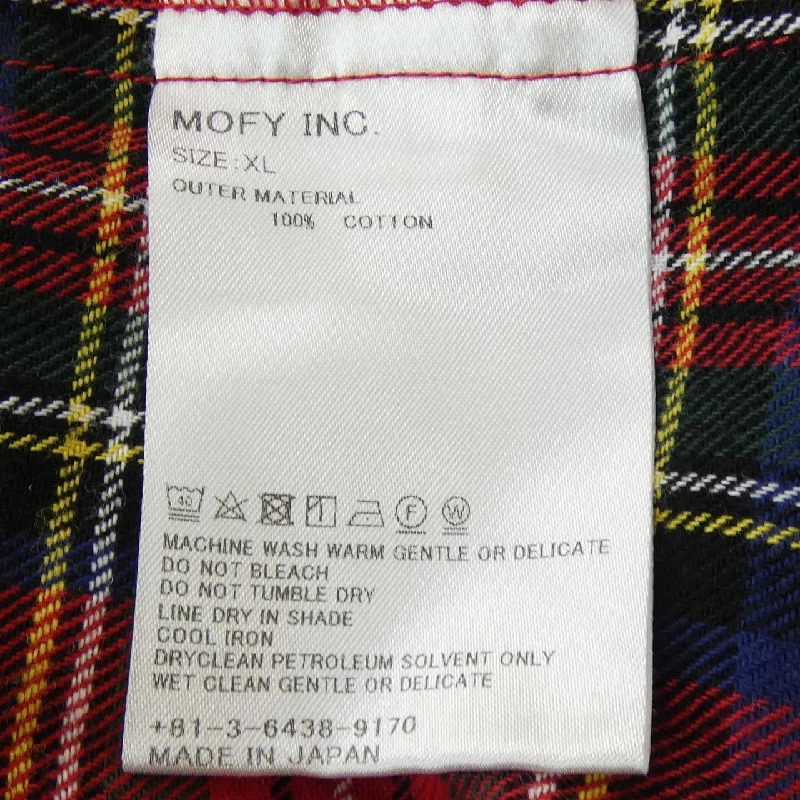 MOFY INC.
SIZE:XL
OUTER MATERIAL
100% COTTON
40 F W
MACHINE WASH WARM GENTLE OR DELICATE
DO NOT BLEACH
DO NOT TUMBLE DRY
LINE DRY IN SHADE
COOL IRON
DRYCLEAN PETROLEUM SOLVENT ONLY
WET CLEAN GENTLE OR DELICATE
+81-3-6438-9170
MADE IN JAPAN